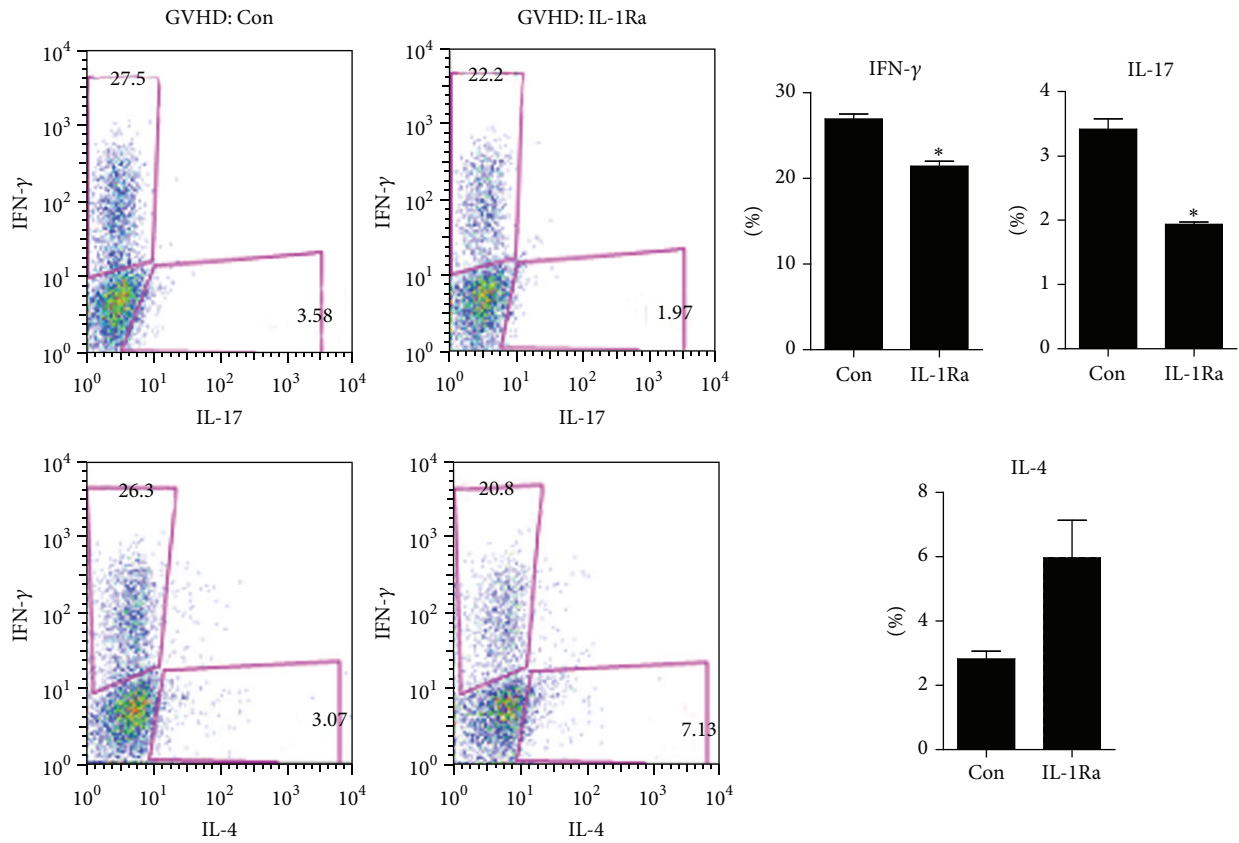 GVHD: Con
GVHD: IL-1Ra
10⁴
10³
10²
10¹
10⁰
IFN-γ
27.5
3.58
10⁰ 10¹ 10² 10³ 10⁴
IL-17
10⁴
10³
10²
10¹
10⁰
IFN-γ
22.2
1.97
10⁰ 10¹ 10² 10³ 10⁴
IL-17
IFN-γ
30
20
10
0
(%)
*
Con IL-1Ra
IL-17
4
3
2
1
0
(%)
*
Con IL-1Ra
10⁴
10³
10²
10¹
10⁰
IFN-γ
26.3
3.07
10⁰ 10¹ 10² 10³ 10⁴
IL-4
10⁴
10³
10²
10¹
10⁰
IFN-γ
20.8
7.13
10⁰ 10¹ 10² 10³ 10⁴
IL-4
IL-4
8
6
4
2
0
(%)
Con IL-1Ra